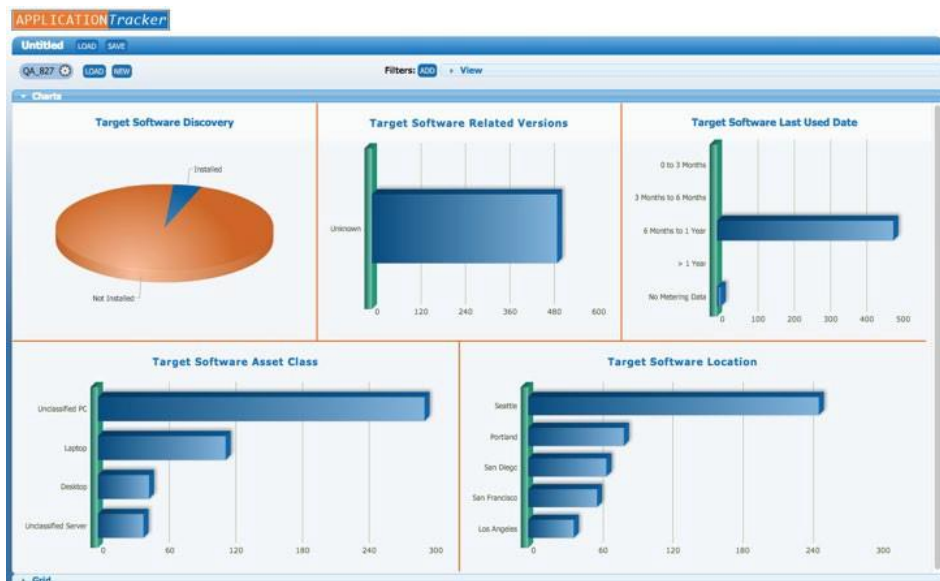 APPLICATIONTracker
Untitled LOAD SAVE
QA_827 LOAD NEW Filters: ADD View
Charts
Target Software Discovery
Installed
Not Installed
Target Software Related Versions
Unknown
0 120 240 360 480 600
Target Software Last Used Date
0 to 3 Months
3 Months to 6 Months
6 Months to 1 Year
> 1 Year
No Metering Data
0 100 200 300 400 500
Target Software Asset Class
Unclassified PC
Laptop
Desktop
Unclassified Server
0 60 120 180 240 300
Target Software Location
Seattle
Portland
San Diego
San Francisco
Los Angeles
0 60 120 180 240 300
Grid